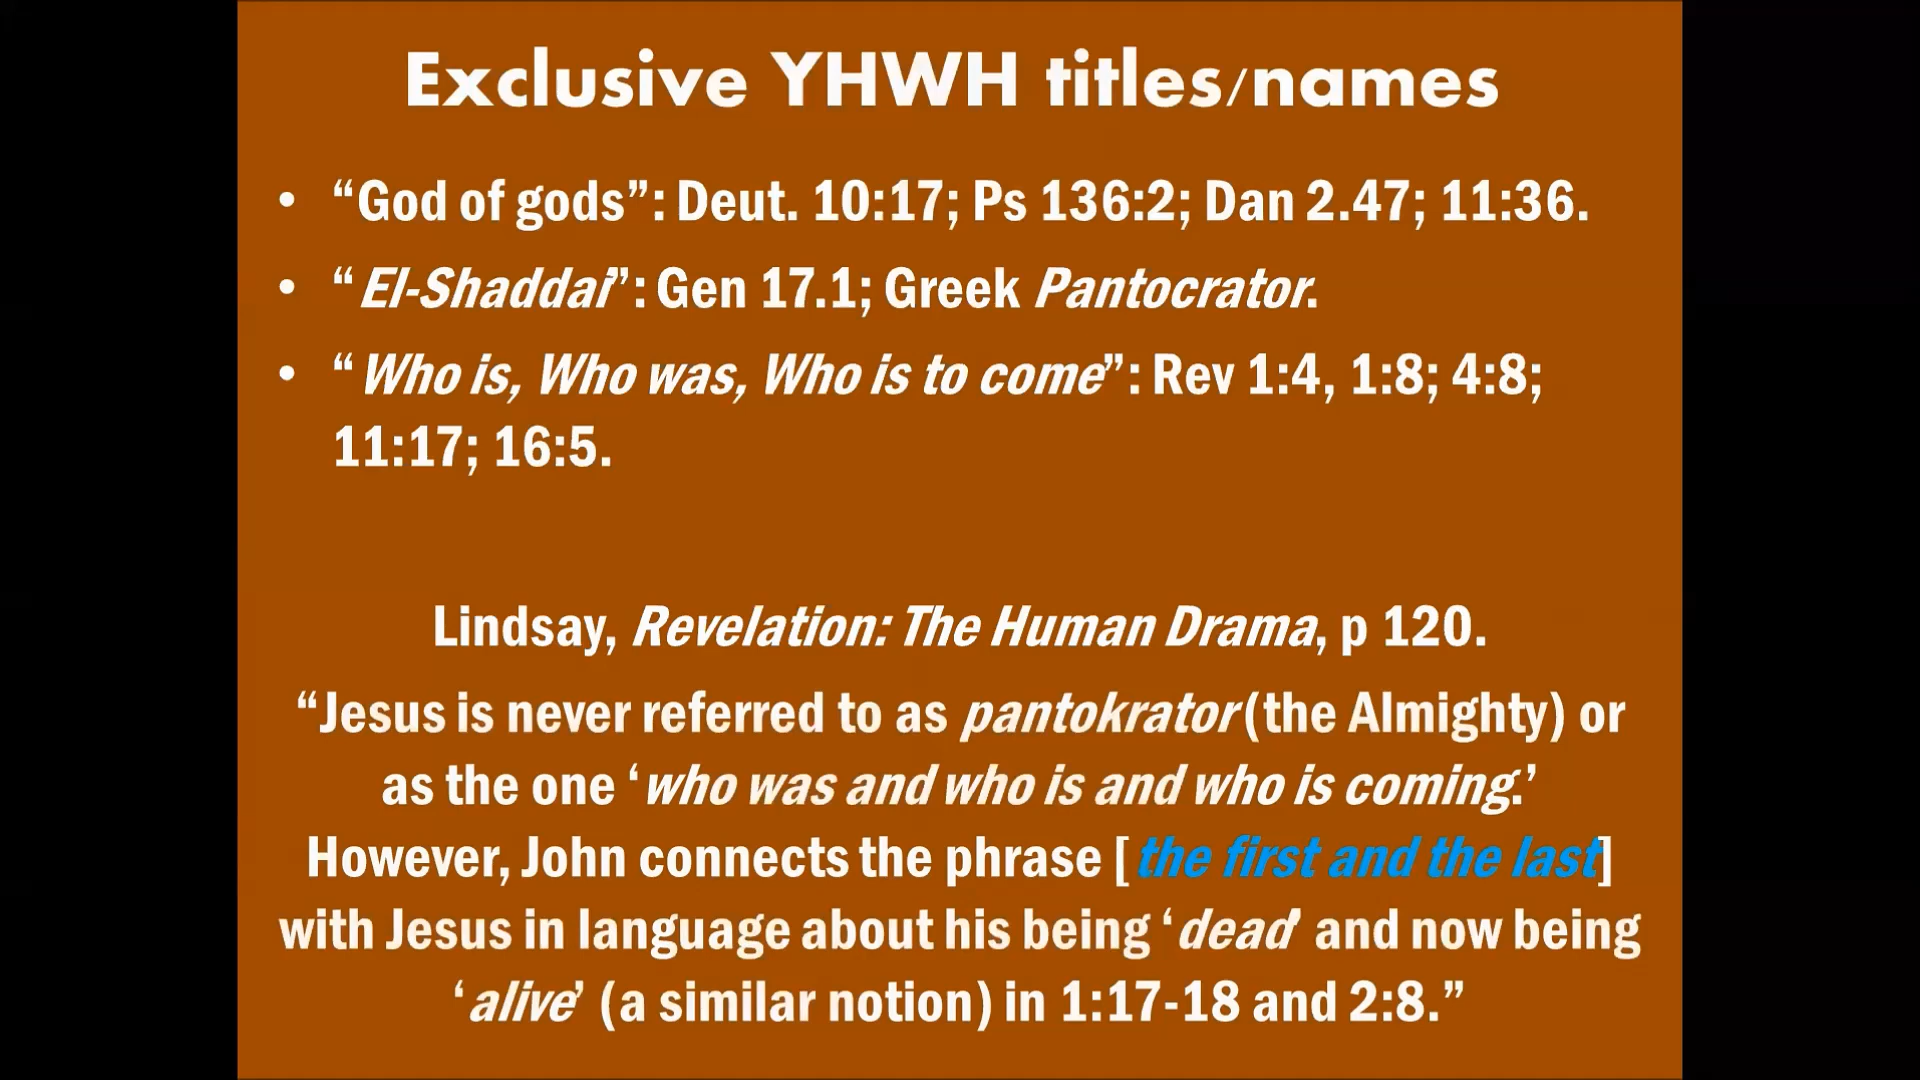 Exclusive YHWH titles/names
• “God of gods”: Deut. 10:17; Ps 136:2; Dan 2.47; 11:36.
• “El-Shaddai”: Gen 17.1; Greek Pantocrator.
• “Who is, Who was, Who is to come”: Rev 1:4, 1:8; 4:8;
11:17; 16:5.
Lindsay, Revelation: The Human Drama, p 120.
“Jesus is never referred to as pantokrator (the Almighty) or
as the one ‘who was and who is and who is coming.’
However, John connects the phrase [the first and the last]
with Jesus in language about his being ‘dead’ and now being
‘alive’ (a similar notion) in 1:17-18 and 2:8.”